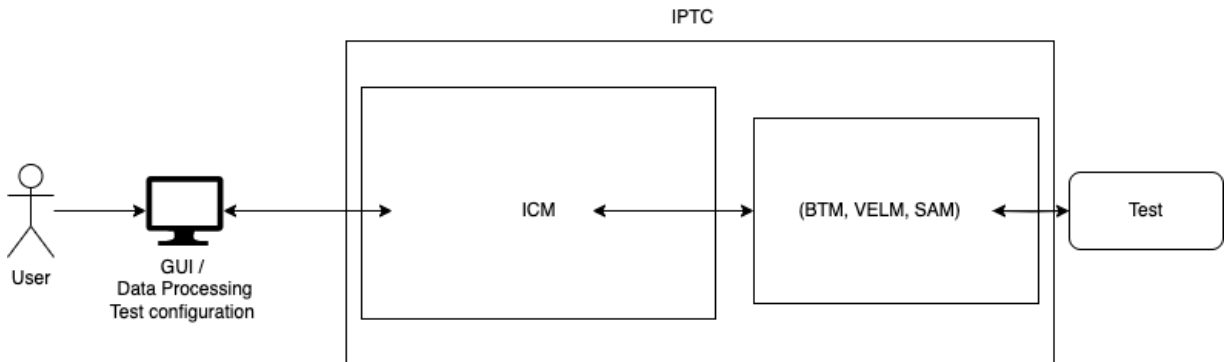 IPTC
ICM
(BTM, VELM, SAM)
Test
User
GUI /
Data Processing
Test configuration